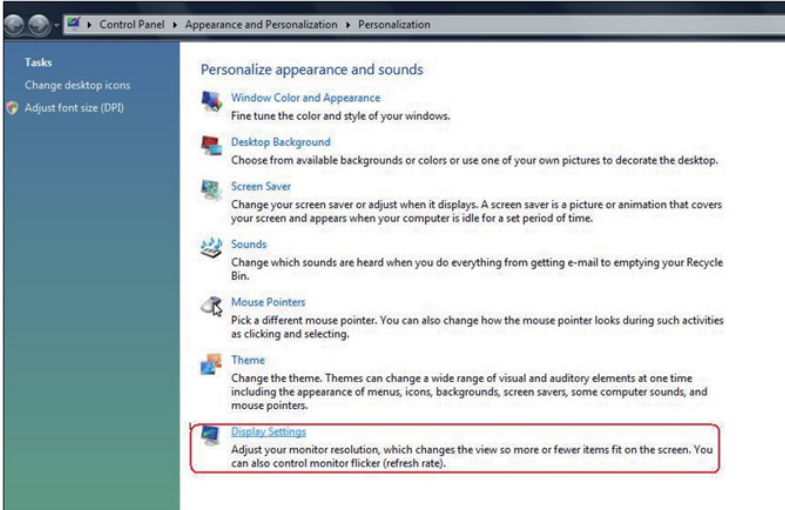 Control Panel ▸ Appearance and Personalization ▸ Personalization
Tasks
Change desktop icons
Adjust font size (DPI)
Personalize appearance and sounds
Window Color and Appearance
Fine tune the color and style of your windows.
Desktop Background
Choose from available backgrounds or colors or use one of your own pictures to decorate the desktop.
Screen Saver
Change your screen saver or adjust when it displays. A screen saver is a picture or animation that covers
your screen and appears when your computer is idle for a set period of time.
Sounds
Change which sounds are heard when you do everything from getting e-mail to emptying your Recycle
Bin.
Mouse Pointers
Pick a different mouse pointer. You can also change how the mouse pointer looks during such activities
as clicking and selecting.
Theme
Change the theme. Themes can change a wide range of visual and auditory elements at one time
including the appearance of menus, icons, backgrounds, screen savers, some computer sounds, and
mouse pointers.
Display Settings
Adjust your monitor resolution, which changes the view so more or fewer items fit on the screen. You
can also control monitor flicker (refresh rate).